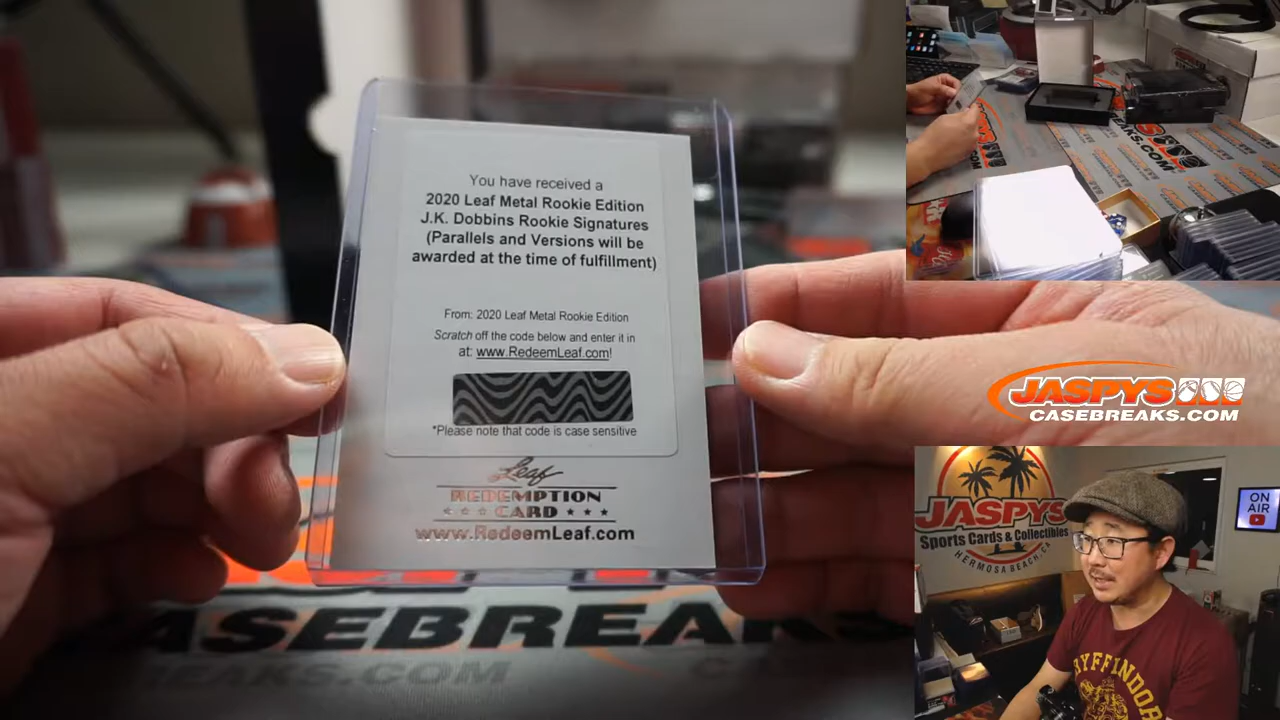 You have received a
2020 Leaf Metal Rookie Edition
J.K. Dobbins Rookie Signatures
(Parallels and Versions will be
awarded at the time of fulfillment)
From: 2020 Leaf Metal Rookie Edition
Scratch off the code below and enter it in
at: www.RedeemLeaf.com!
*Please note that code is case sensitive
Leaf
REDEMPTION
CARD
www.RedeemLeaf.com
CASEBREAKS
BREAKS.COM
JASPYS
CASEBREAKS.COM
JASPYS
Sports Cards & Collectibles
HERMOSA BEACH, CA
ON
AIR
GRYFFINDOR